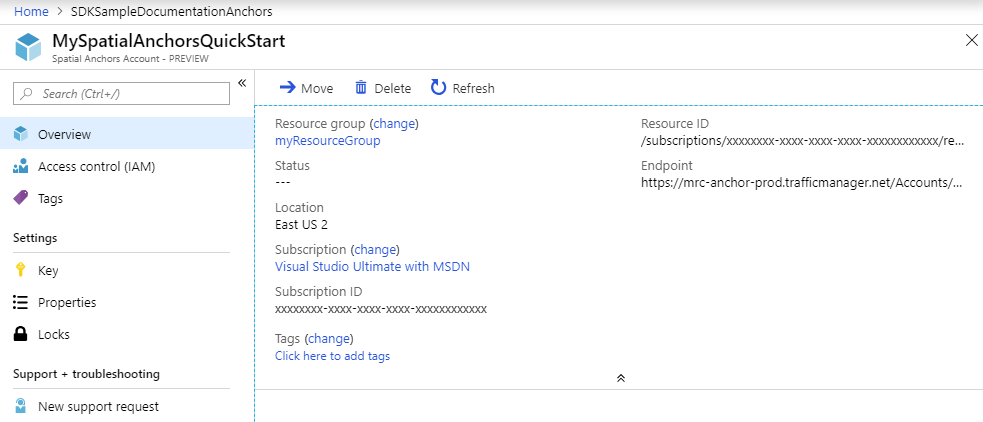 Home > SDKSampleDocumentationAnchors
MySpatialAnchorsQuickStart
Spatial Anchors Account - PREVIEW
Search (Ctrl+/)
Overview
Access control (IAM)
Tags
Settings
Key
Properties
Locks
Support + troubleshooting
New support request
Move Delete Refresh
Resource group (change)
myResourceGroup
Status
---
Location
East US 2
Subscription (change)
Visual Studio Ultimate with MSDN
Subscription ID
xxxxxxxx-xxxx-xxxx-xxxx-xxxxxxxxxxxx
Tags (change)
Click here to add tags
Resource ID
/subscriptions/xxxxxxxx-xxxx-xxxx-xxxx-xxxxxxxxxxxx/re...
Endpoint
https://mrc-anchor-prod.trafficmanager.net/Accounts/...